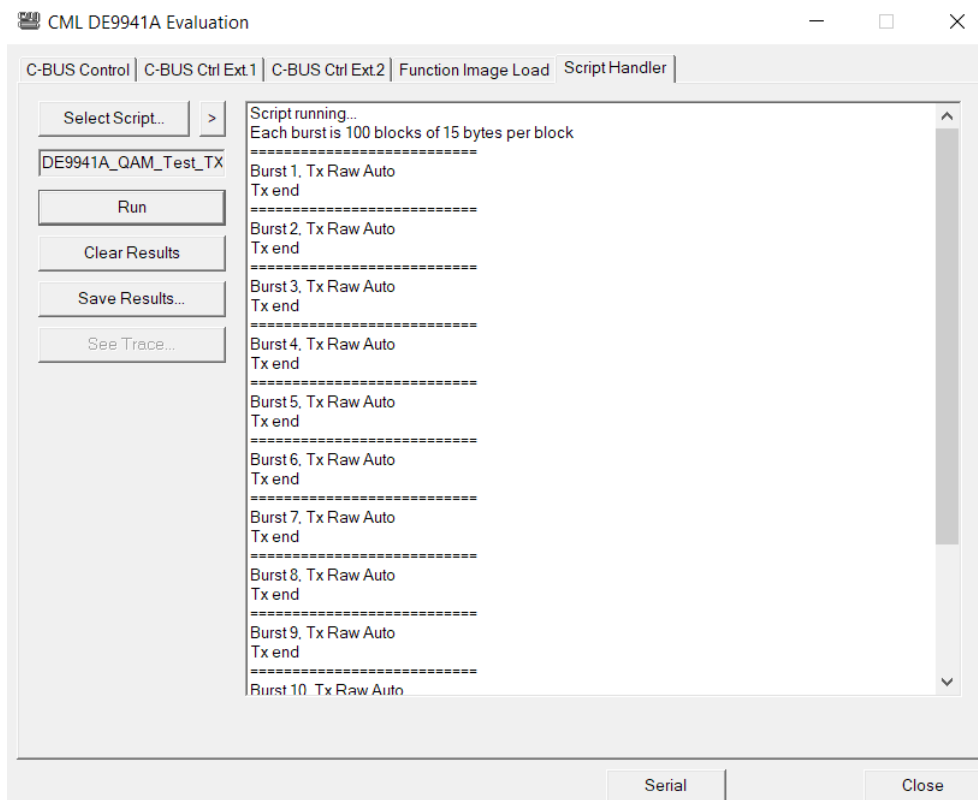 CML DE9941A Evaluation
C-BUS Control C-BUS Ctrl Ext.1 C-BUS Ctrl Ext.2 Function Image Load Script Handler
Select Script...
>
DE9941A_QAM_Test_TX
Run
Clear Results
Save Results...
See Trace...
Script running...
Each burst is 100 blocks of 15 bytes per block
===========================
Burst 1, Tx Raw Auto
Tx end
===========================
Burst 2, Tx Raw Auto
Tx end
===========================
Burst 3, Tx Raw Auto
Tx end
===========================
Burst 4, Tx Raw Auto
Tx end
===========================
Burst 5, Tx Raw Auto
Tx end
===========================
Burst 6, Tx Raw Auto
Tx end
===========================
Burst 7, Tx Raw Auto
Tx end
===========================
Burst 8, Tx Raw Auto
Tx end
===========================
Burst 9, Tx Raw Auto
Tx end
===========================
Burst 10, Tx Raw Auto
Serial
Close